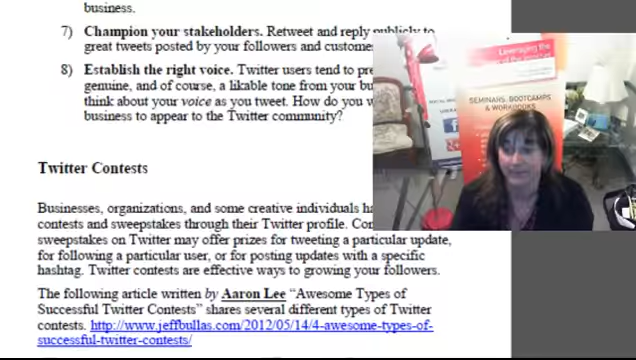 business.
7) Champion your stakeholders. Retweet and reply publicly to
great tweets posted by your followers and custome
8) Establish the right voice. Twitter users tend to pre
genuine, and of course, a likable tone from your bu
think about your voice as you tweet. How do you w
business to appear to the Twitter community?
Twitter Contests
Businesses, organizations, and some creative individuals ha
contests and sweepstakes through their Twitter profile. Con
sweepstakes on Twitter may offer prizes for tweeting a particular update,
for following a particular user, or for posting updates with a specific
hashtag. Twitter contests are effective ways to growing your followers.
The following article written by Aaron Lee “Awesome Types of
Successful Twitter Contests” shares several different types of Twitter
contests. http://www.jeffbullas.com/2012/05/14/4-awesome-types-of-
successful-twitter-contests/
Leveraging the
SEMINARS, BOOTCAMPS
& WORKBOOKS